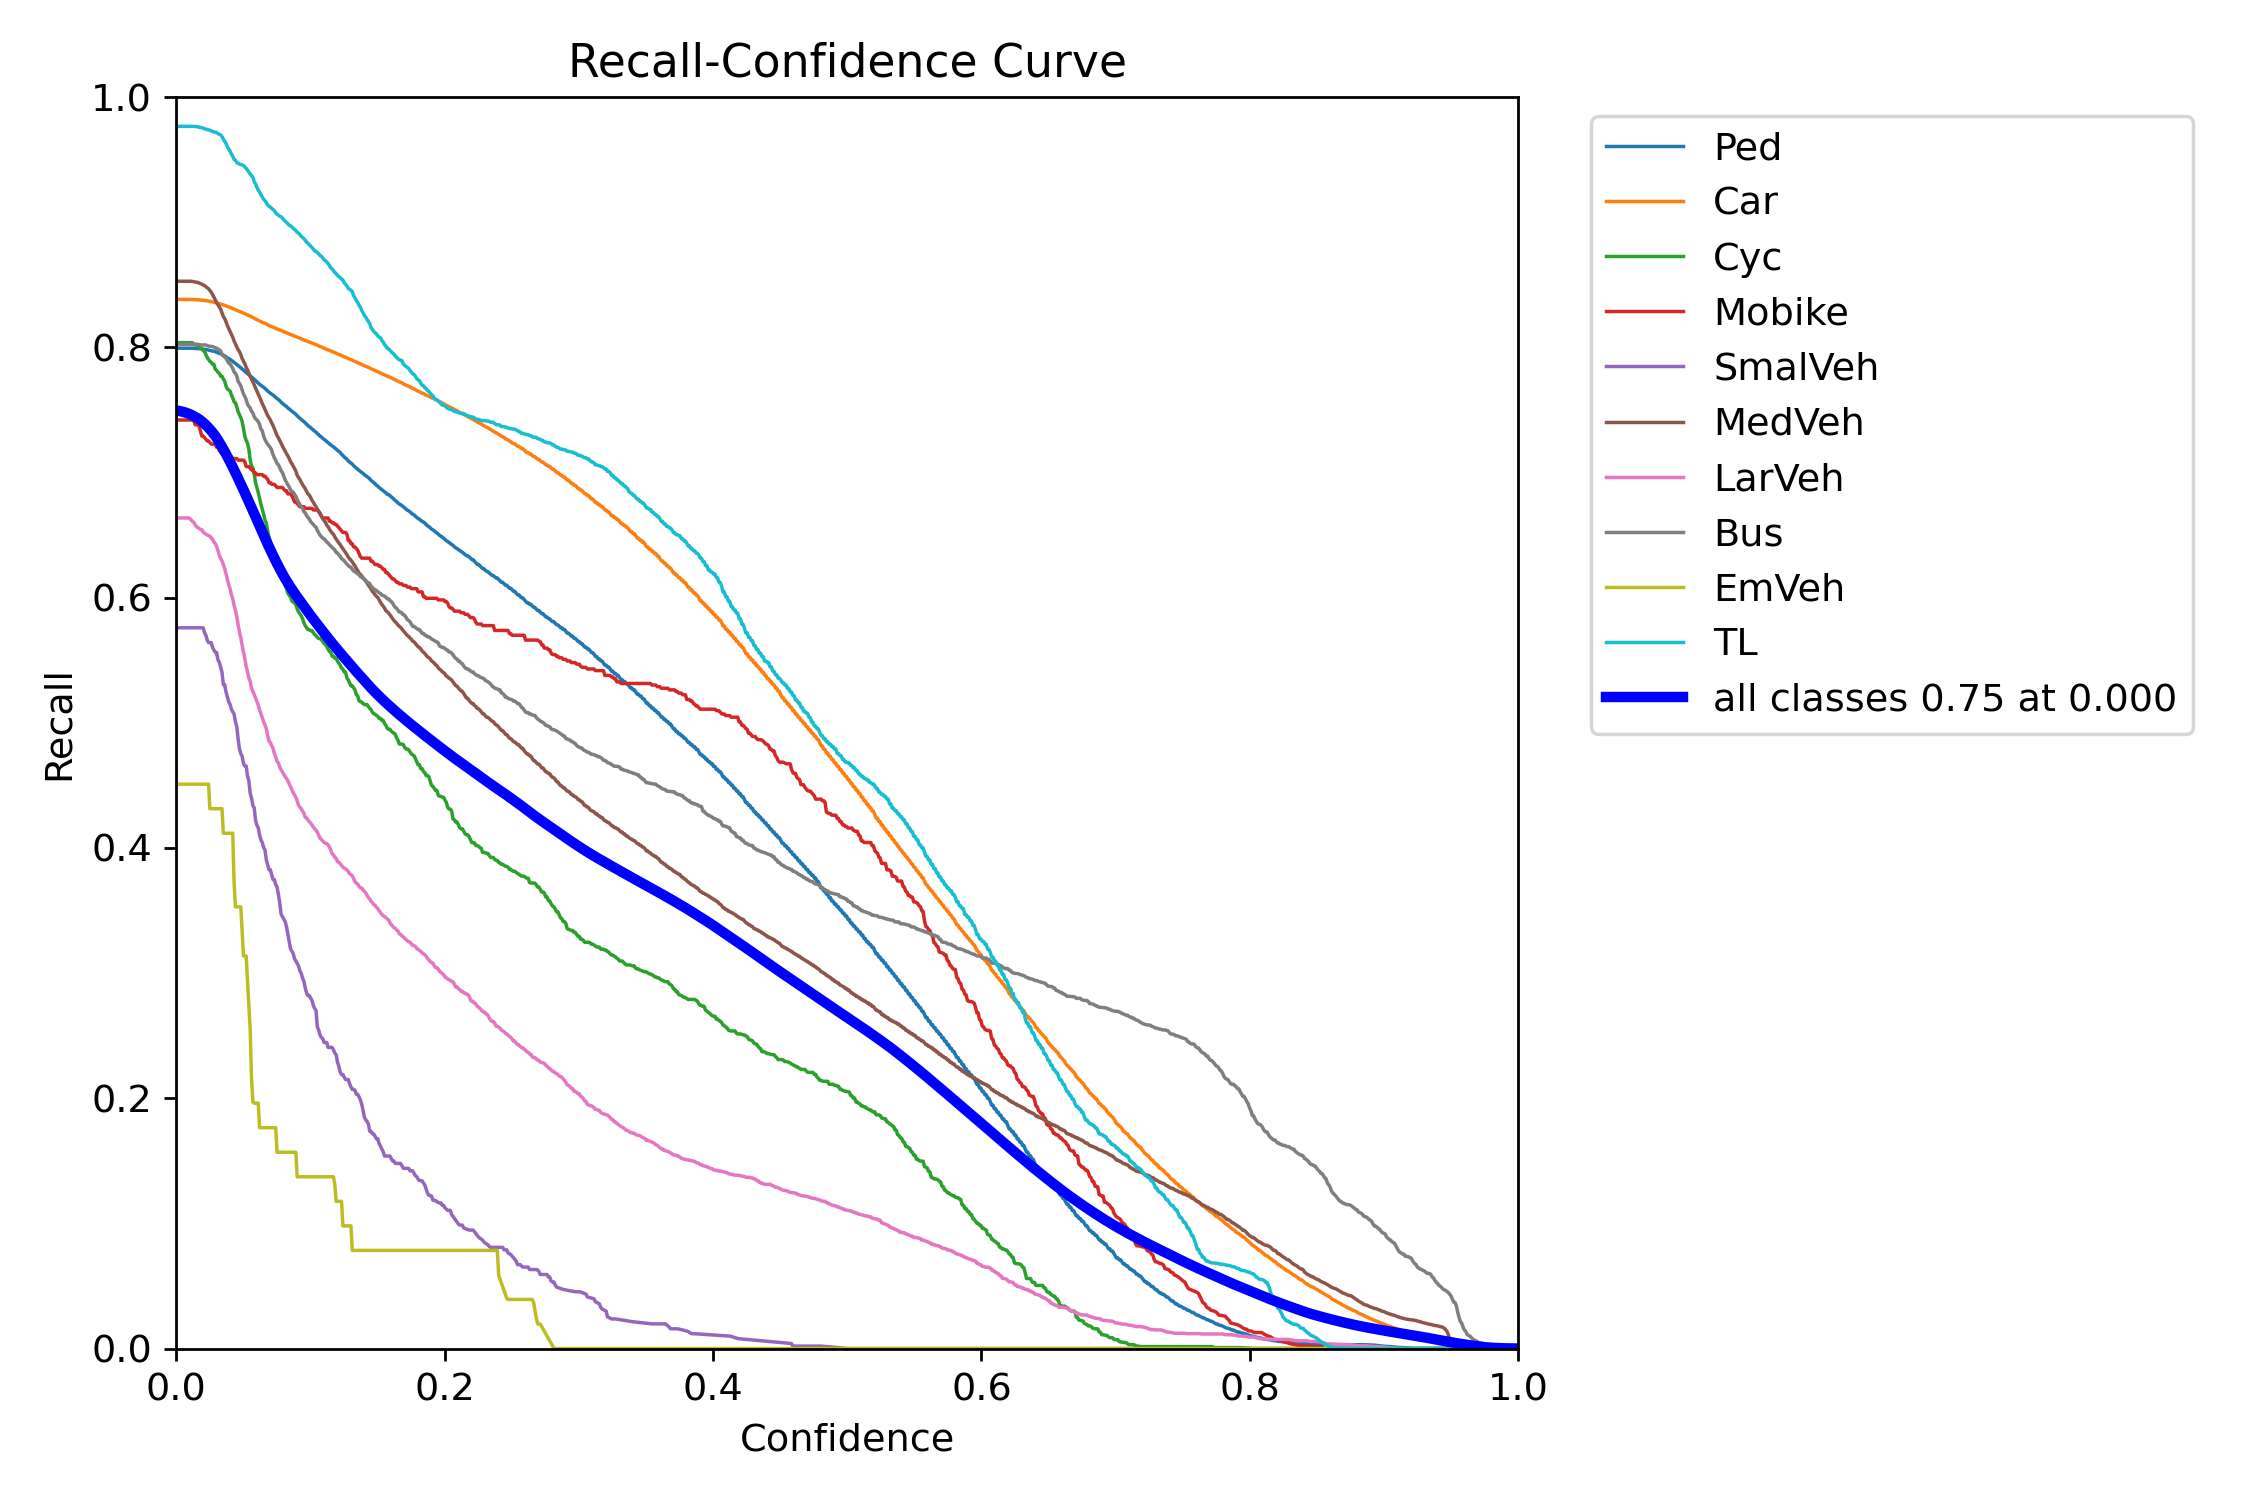 Recall-Confidence Curve
1.0
0.8
0.6
0.4
0.2
0.0
Recall
0.0 0.2 0.4 0.6 0.8 1.0
Confidence
Ped
Car
Cyc
Mobike
SmalVeh
MedVeh
LarVeh
Bus
EmVeh
TL
all classes 0.75 at 0.000